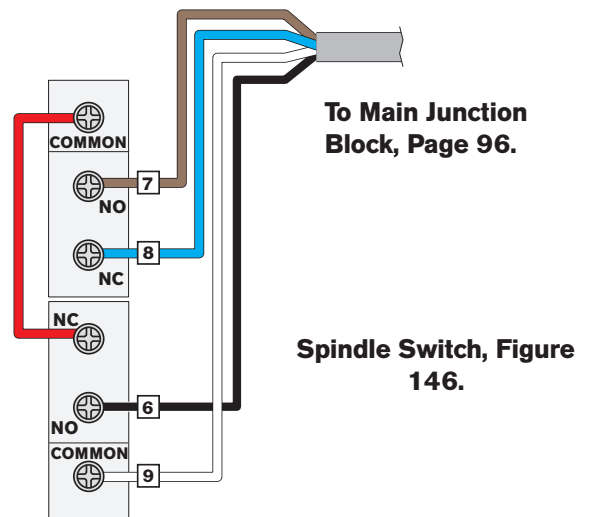 To Main Junction
Block, Page 96.
COMMON
7
NO
8
NC
NC
Spindle Switch, Figure
146.
6
NO
COMMON
9